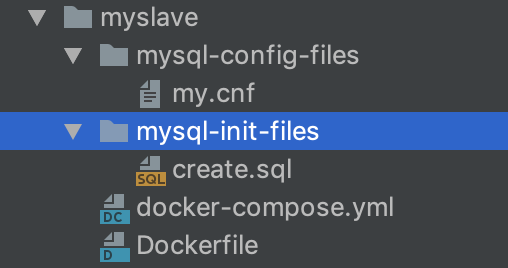 myslave
mysql-config-files
my.cnf
mysql-init-files
create.sql
SQL
docker-compose.yml
DC
Dockerfile
D